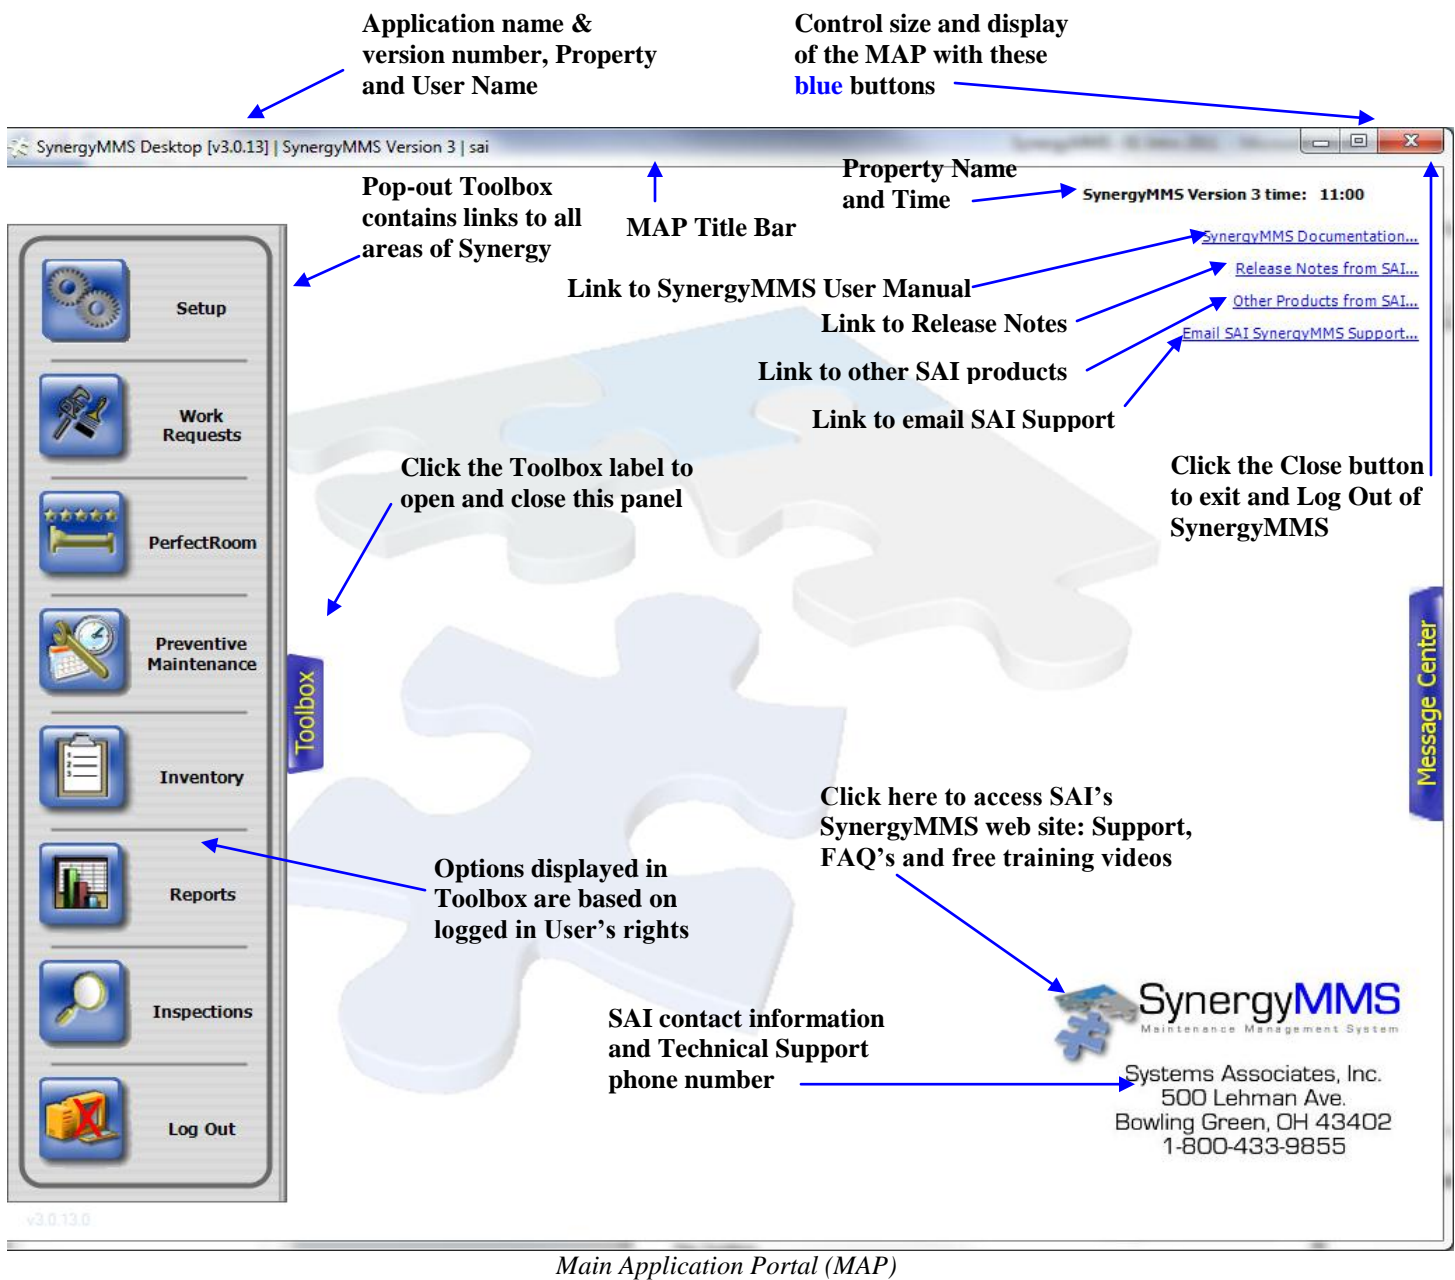 Application name &
version number, Property
and User Name
Control size and display
of the MAP with these
blue buttons
SynergyMMS Desktop [v3.0.13] | SynergyMMS Version 3 | sai
Pop-out Toolbox
contains links to all
areas of Synergy
MAP Title Bar
Property Name
and Time
SynergyMMS Version 3 time: 11:00
SynergyMMS Documentation...
Release Notes from SAI...
Other Products from SAI...
Email SAI SynergyMMS Support...
Link to SynergyMMS User Manual
Link to Release Notes
Link to other SAI products
Link to email SAI Support
Click the Close button
to exit and Log Out of
SynergyMMS
Click the Toolbox label to
open and close this panel
Setup
Work
Requests
PerfectRoom
Preventive
Maintenance
Inventory
Reports
Inspections
Log Out
Toolbox
Message Center
Options displayed in
Toolbox are based on
logged in User’s rights
Click here to access SAI’s
SynergyMMS web site: Support,
FAQ’s and free training videos
SAI contact information
and Technical Support
phone number
SynergyMMS
Maintenance Management System
Systems Associates, Inc.
500 Lehman Ave.
Bowling Green, OH 43402
1-800-433-9855
v3.0.13.0
Main Application Portal (MAP)